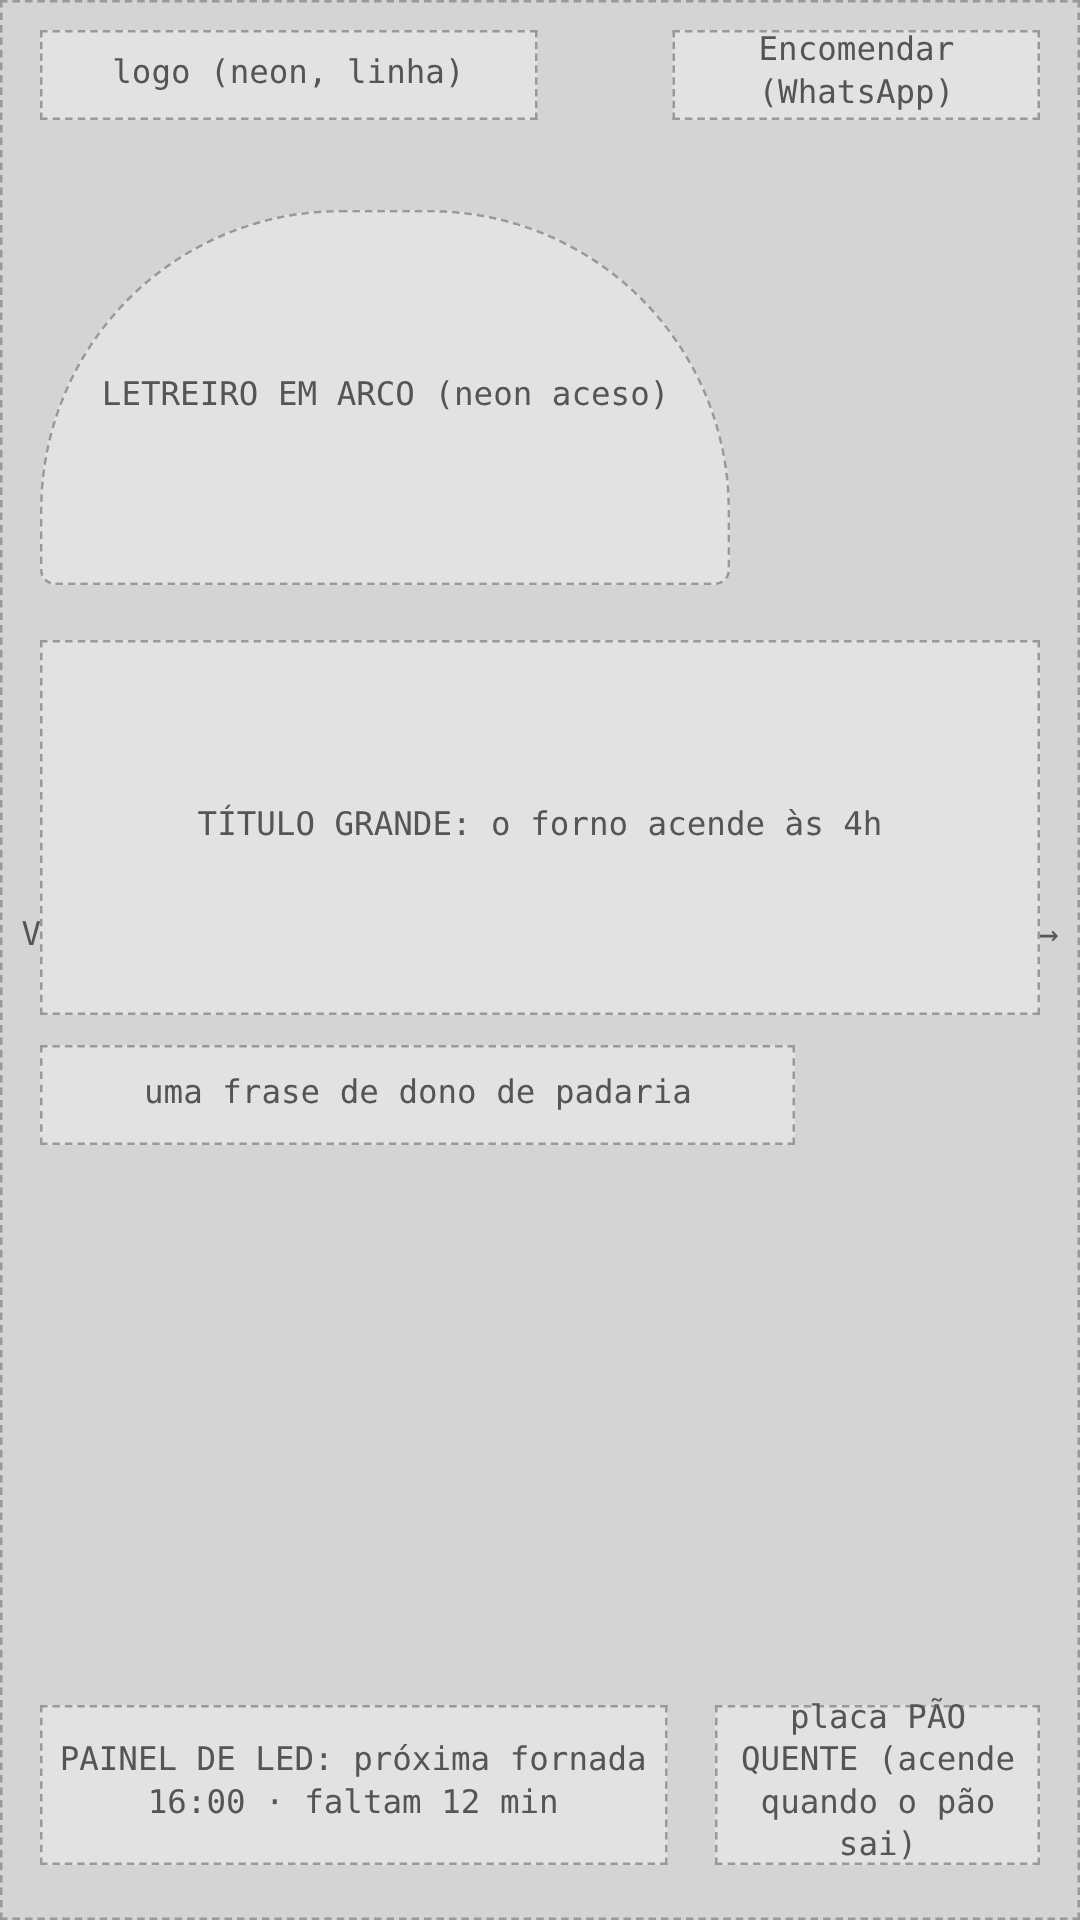 logo (neon, linha)
Encomendar
(WhatsApp)
LETREIRO EM ARCO (neon aceso)
TÍTULO GRANDE: o forno acende às 4h
V
→
uma frase de dono de padaria
PAINEL DE LED: próxima fornada
16:00 · faltam 12 min
placa PÃO
QUENTE (acende
quando o pão
sai)